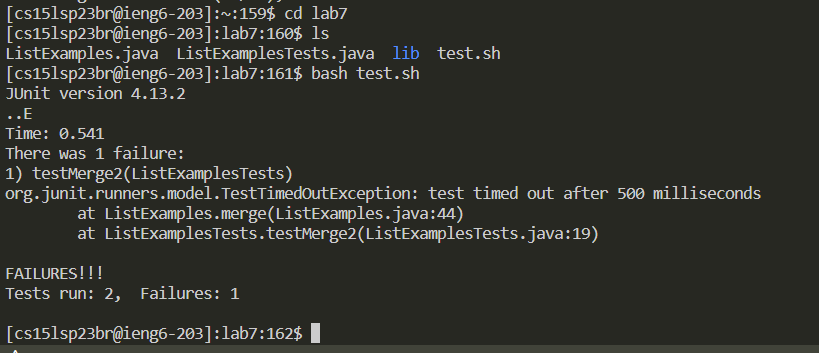 [cs15lsp23br@ieng6-203]:~:159$ cd lab7
[cs15lsp23br@ieng6-203]:lab7:160$ ls
ListExamples.java  ListExamplesTests.java  lib  test.sh
[cs15lsp23br@ieng6-203]:lab7:161$ bash test.sh
JUnit version 4.13.2
..E
Time: 0.541
There was 1 failure:
1) testMerge2(ListExamplesTests)
org.junit.runners.model.TestTimedOutException: test timed out after 500 milliseconds
        at ListExamples.merge(ListExamples.java:44)
        at ListExamplesTests.testMerge2(ListExamplesTests.java:19)

FAILURES!!!
Tests run: 2,  Failures: 1

[cs15lsp23br@ieng6-203]:lab7:162$